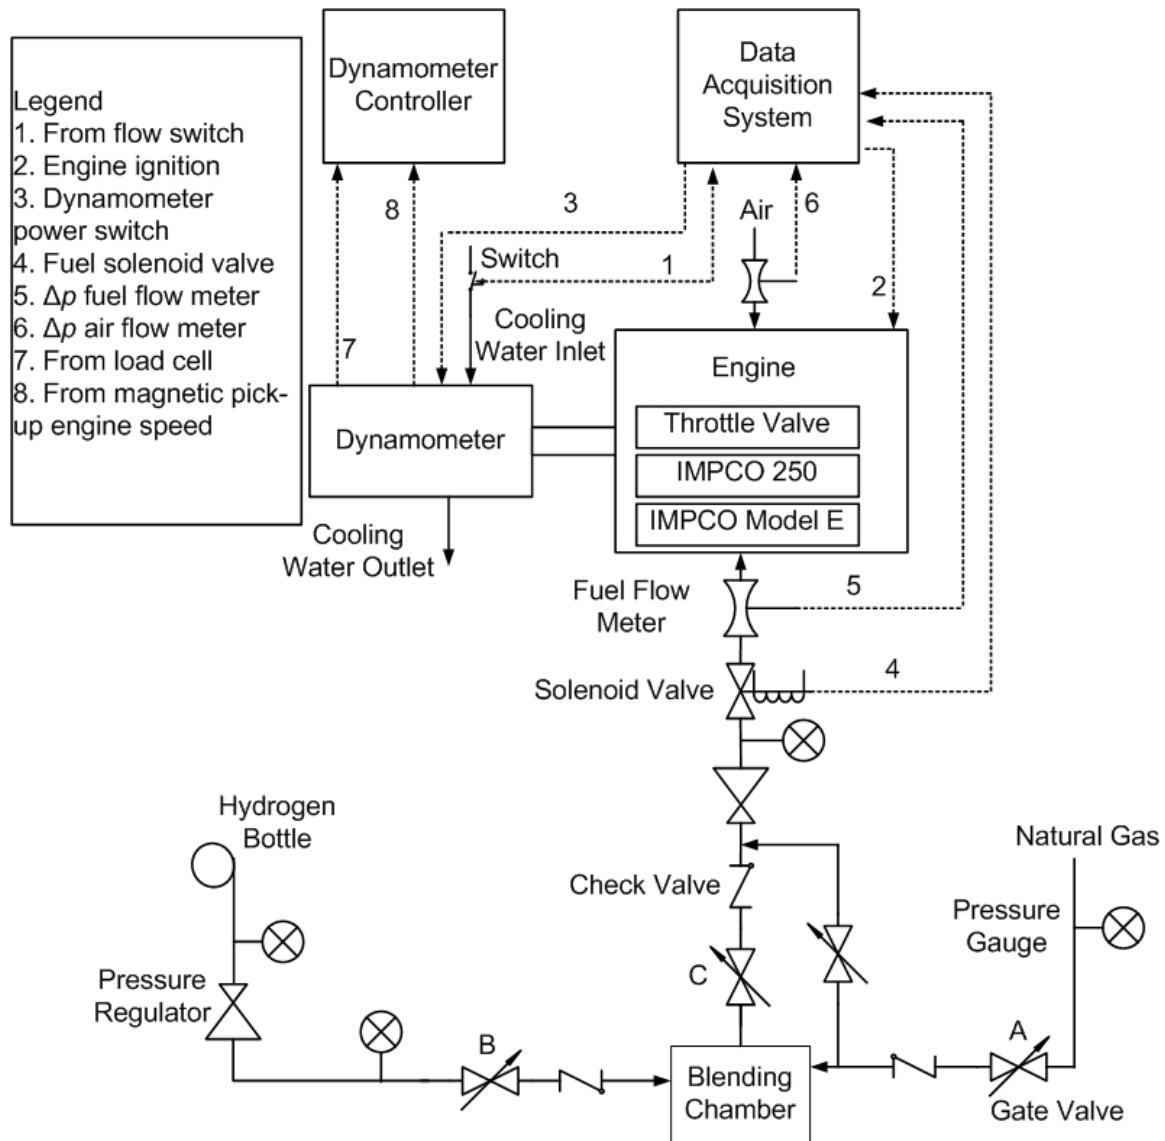 Legend
1. From flow switch
2. Engine ignition
3. Dynamometer
power switch
4. Fuel solenoid valve
5. Δp fuel flow meter
6. Δp air flow meter
7. From load cell
8. From magnetic pick-
up engine speed
Dynamometer
Controller
Data
Acquisition
System
8
3
Air
6
Switch
1
2
Cooling
Water Inlet
7
Engine
Throttle Valve
IMPCO 250
IMPCO Model E
Dynamometer
Cooling
Water Outlet
Fuel Flow
Meter
5
Solenoid Valve
4
Hydrogen
Bottle
Natural Gas
Check Valve
Pressure
Gauge
Pressure
Regulator
C
B
A
Blending
Chamber
Gate Valve